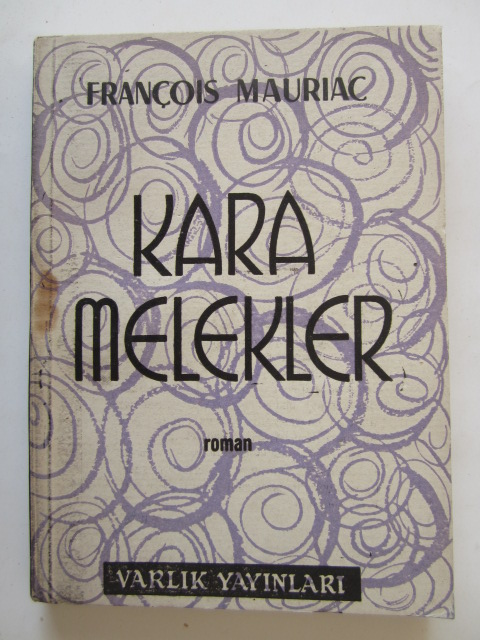 FRANÇOIS MAURIAC
KARA
MELEKLER
roman
VARLIK YAYINLARI